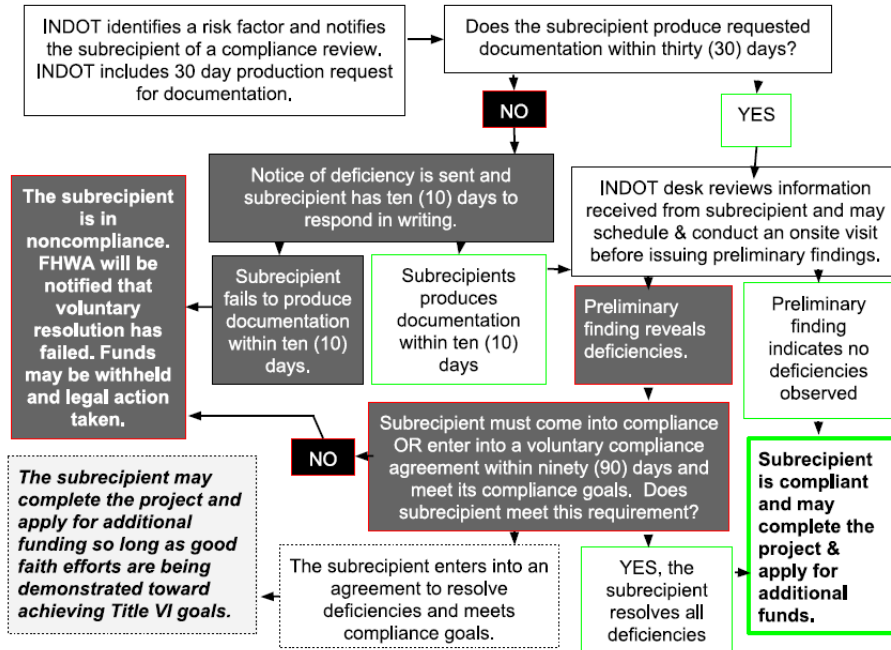 INDOT identifies a risk factor and notifies
the subrecipient of a compliance review.
INDOT includes 30 day production request
for documentation.
Does the subrecipient produce requested
documentation within thirty (30) days?
NO
YES
Notice of deficiency is sent and
subrecipient has ten (10) days to
respond in writing.
INDOT desk reviews information
received from subrecipient and may
schedule & conduct an onsite visit
before issuing preliminary findings.
The subrecipient
is in
noncompliance.
FHWA will be
notified that
voluntary
resolution has
failed. Funds
may be withheld
and legal action
taken.
Subrecipient
fails to produce
documentation
within ten (10)
days.
Subrecipients
produces
documentation
within ten (10)
days
Preliminary
finding reveals
deficiencies.
Preliminary
finding
indicates no
deficiencies
observed
Subrecipient must come into compliance
OR enter into a voluntary compliance
agreement within ninety (90) days and
meet its compliance goals.  Does
subrecipient meet this requirement?
NO
Subrecipient
is compliant
and may
complete the
project &
apply for
additional
funds.
The subrecipient may
complete the project and
apply for additional
funding so long as good
faith efforts are being
demonstrated toward
achieving Title VI goals.
The subrecipient enters into an
agreement to resolve
deficiencies and meets
compliance goals.
YES, the
subrecipient
resolves all
deficiencies